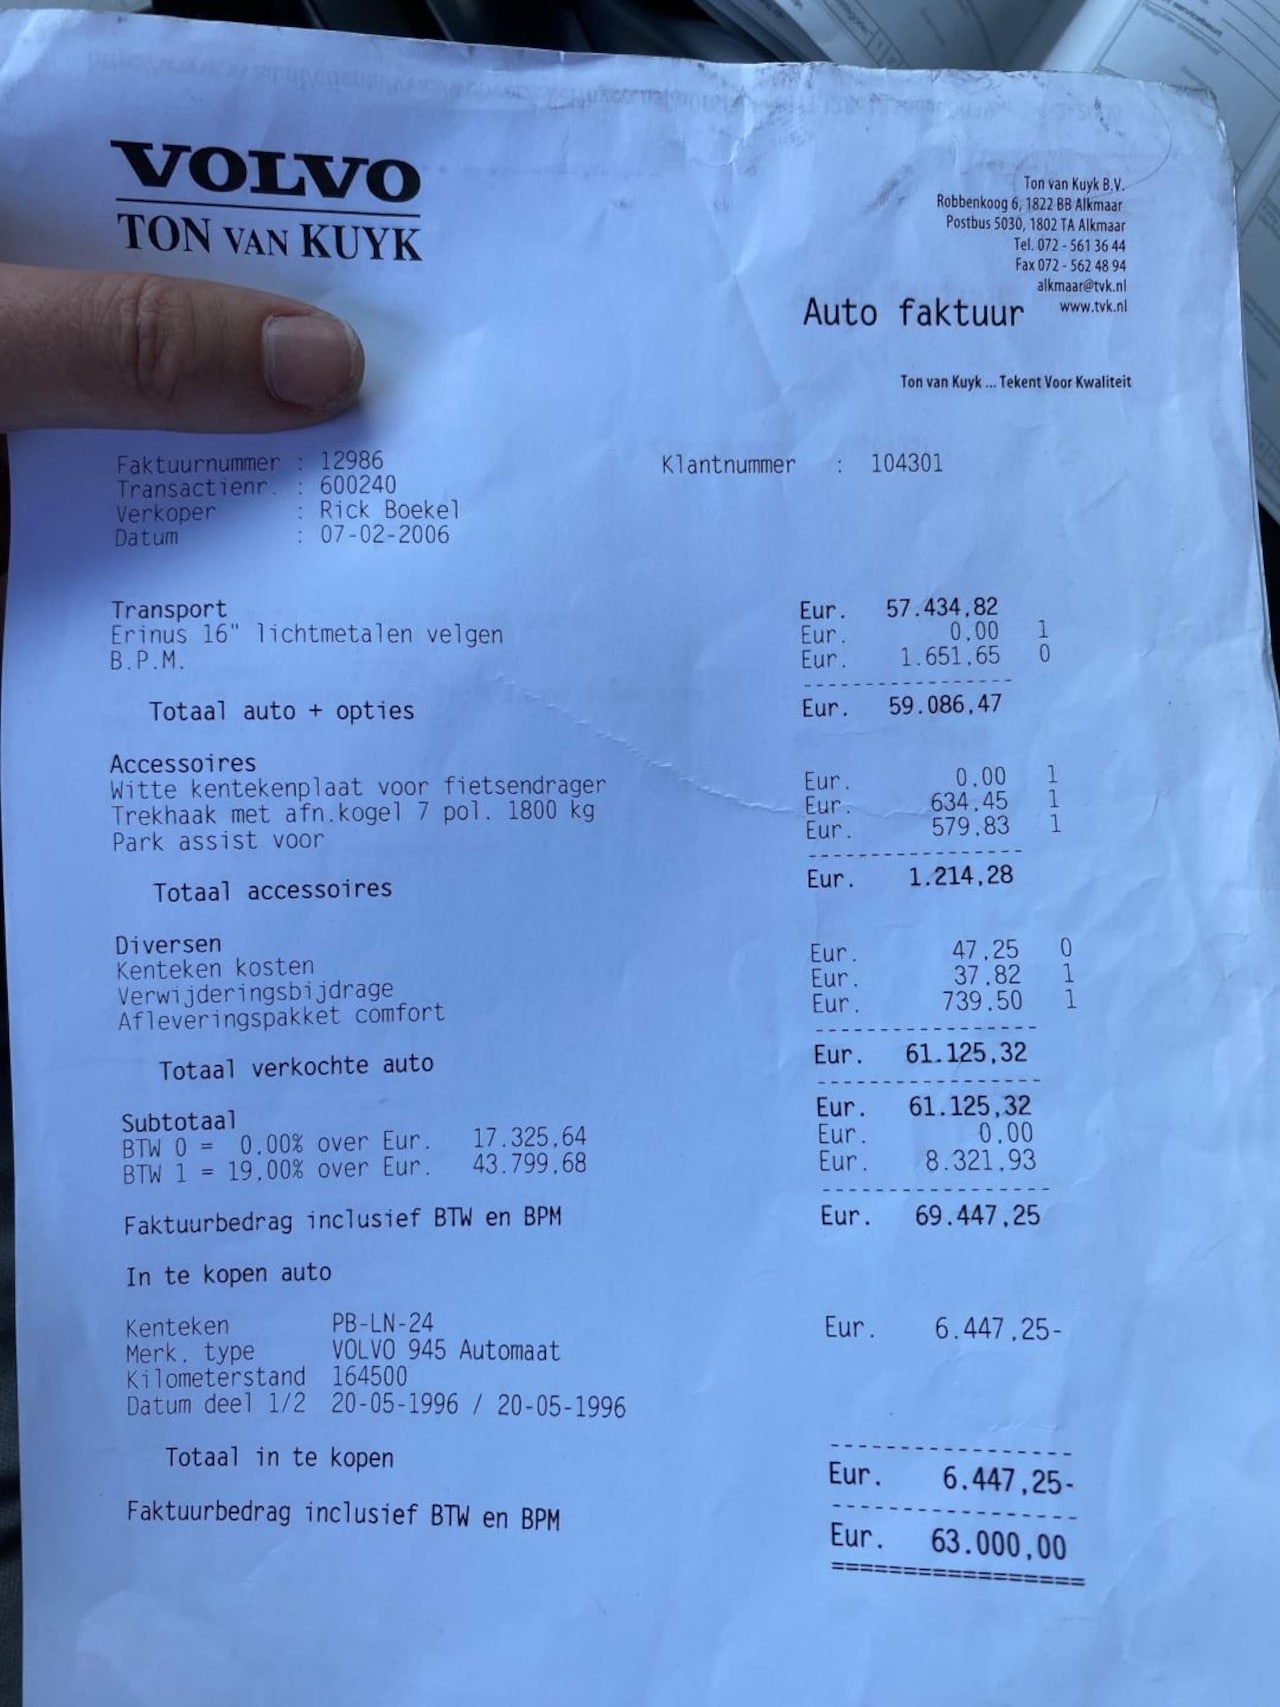 VOLVO
TON VAN KUYK
Ton van Kuyk B.V.
Robbenkoog 6, 1822 BB Alkmaar
Postbus 5030, 1802 TA Alkmaar
Tel. 072 - 561 36 44
Fax 072 - 562 48 94
alkmaar@tvk.nl
www.tvk.nl
Auto faktuur
Ton van Kuyk ... Tekent Voor Kwaliteit
Faktuurnummer : 12986 Klantnummer : 104301
Transactienr. : 600240
Verkoper : Rick Boekel
Datum : 07-02-2006
Transport Eur. 57.434,82
Erinus 16" lichtmetalen velgen Eur. 0,00 1
B.P.M. Eur. 1.651,65 0
Totaal auto + opties Eur. 59.086,47
Accessoires
Witte kentekenplaat voor fietsendrager Eur. 0,00 1
Trekhaak met afn.kogel 7 pol. 1800 kg Eur. 634,45 1
Park assist voor Eur. 579,83 1
Totaal accessoires Eur. 1.214,28
Diversen
Kenteken kosten Eur. 47,25 0
Verwijderingsbijdrage Eur. 37,82 1
Afleveringspakket comfort Eur. 739,50 1
Totaal verkochte auto Eur. 61.125,32
Subtotaal Eur. 61.125,32
BTW 0 = 0,00% over Eur. 17.325,64 Eur. 0,00
BTW 1 = 19,00% over Eur. 43.799,68 Eur. 8.321,93
Faktuurbedrag inclusief BTW en BPM Eur. 69.447,25
In te kopen auto
Kenteken PB-LN-24 Eur. 6.447,25-
Merk, type VOLVO 945 Automaat
Kilometerstand 164500
Datum deel 1/2 20-05-1996 / 20-05-1996
Totaal in te kopen Eur. 6.447,25-
Faktuurbedrag inclusief BTW en BPM Eur. 63.000,00